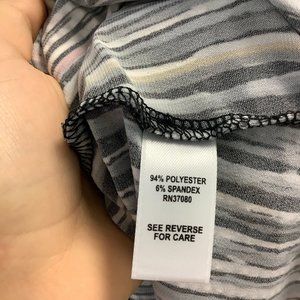 94% POLYESTER
6% SPANDEX
RN37080
SEE REVERSE
FOR CARE